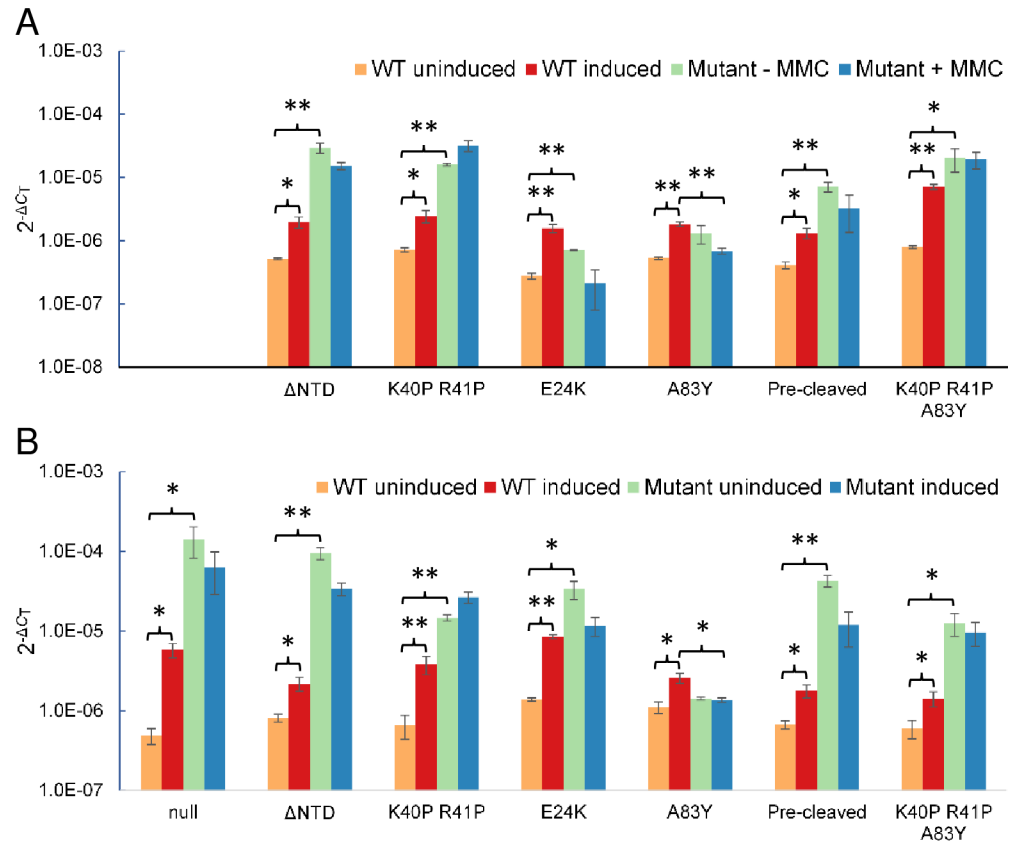 A
1.0E-03
WT uninduced WT induced Mutant - MMC Mutant + MMC
1.0E-04
1.0E-05
1.0E-06
1.0E-07
1.0E-08
2^-ΔCT
** * ** * ** ** ** ** ** * * **
ΔNTD K40P R41P E24K A83Y Pre-cleaved K40P R41P
A83Y
B
1.0E-03
WT uninduced WT induced Mutant uninduced Mutant induced
1.0E-04
1.0E-05
1.0E-06
1.0E-07
2^-ΔCT
* * ** * ** ** * ** * * ** * * *
null ΔNTD K40P R41P E24K A83Y Pre-cleaved K40P R41P
A83Y